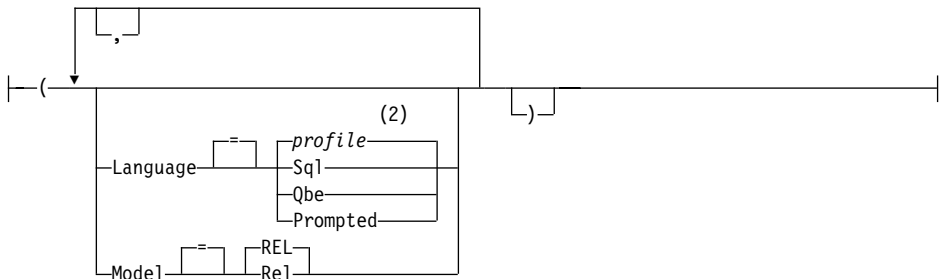 ,
(
(2)
= profile
Language Sql )
Qbe
Prompted
= REL
Model Rel